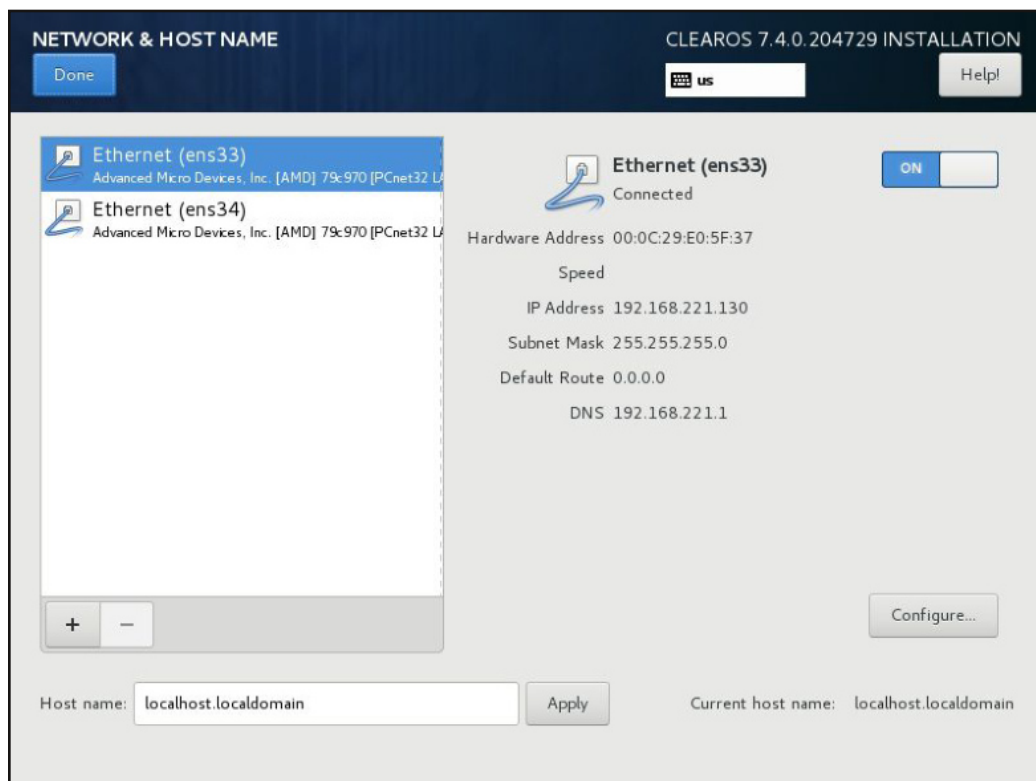 NETWORK & HOST NAME
CLEAROS 7.4.0.204729 INSTALLATION
Done
us
Help!
Ethernet (ens33)
Advanced Micro Devices, Inc. [AMD] 79c970 [PCnet32 LA
Ethernet (ens34)
Advanced Micro Devices, Inc. [AMD] 79c970 [PCnet32 LA
Ethernet (ens33)
Connected
ON
Hardware Address 00:0C:29:E0:5F:37
Speed
IP Address 192.168.221.130
Subnet Mask 255.255.255.0
Default Route 0.0.0.0
DNS 192.168.221.1
+ −
Configure...
Host name: localhost.localdomain Apply Current host name: localhost.localdomain